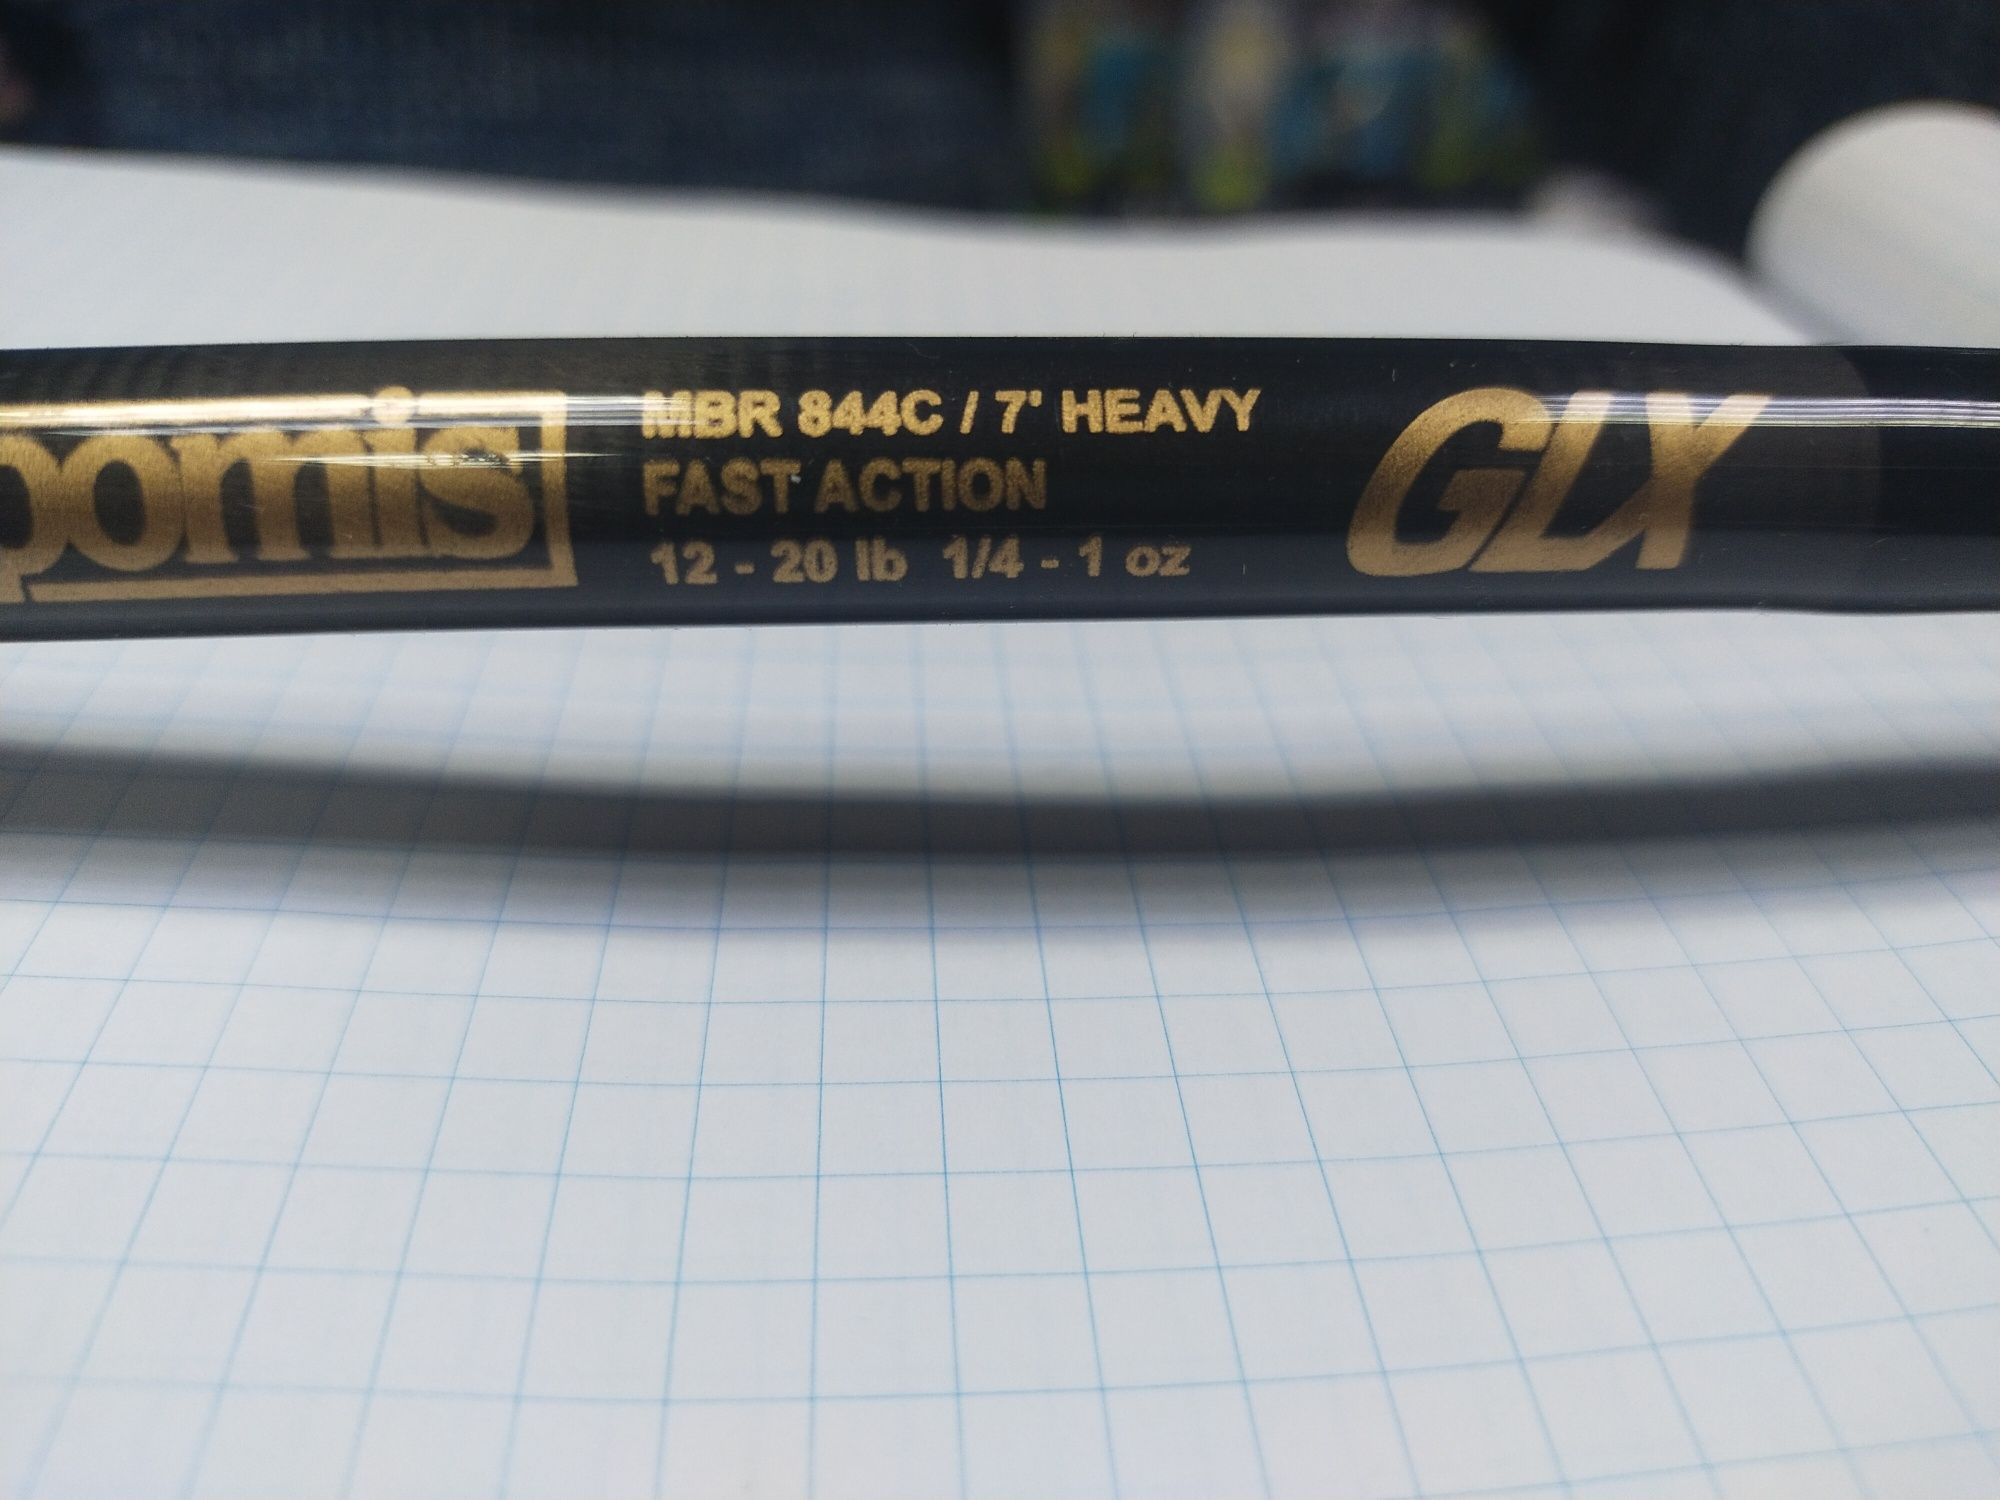 pomis
MBR 844C / 7' HEAVY
FAST ACTION
12 - 20 lb 1/4 - 1 oz
GLX